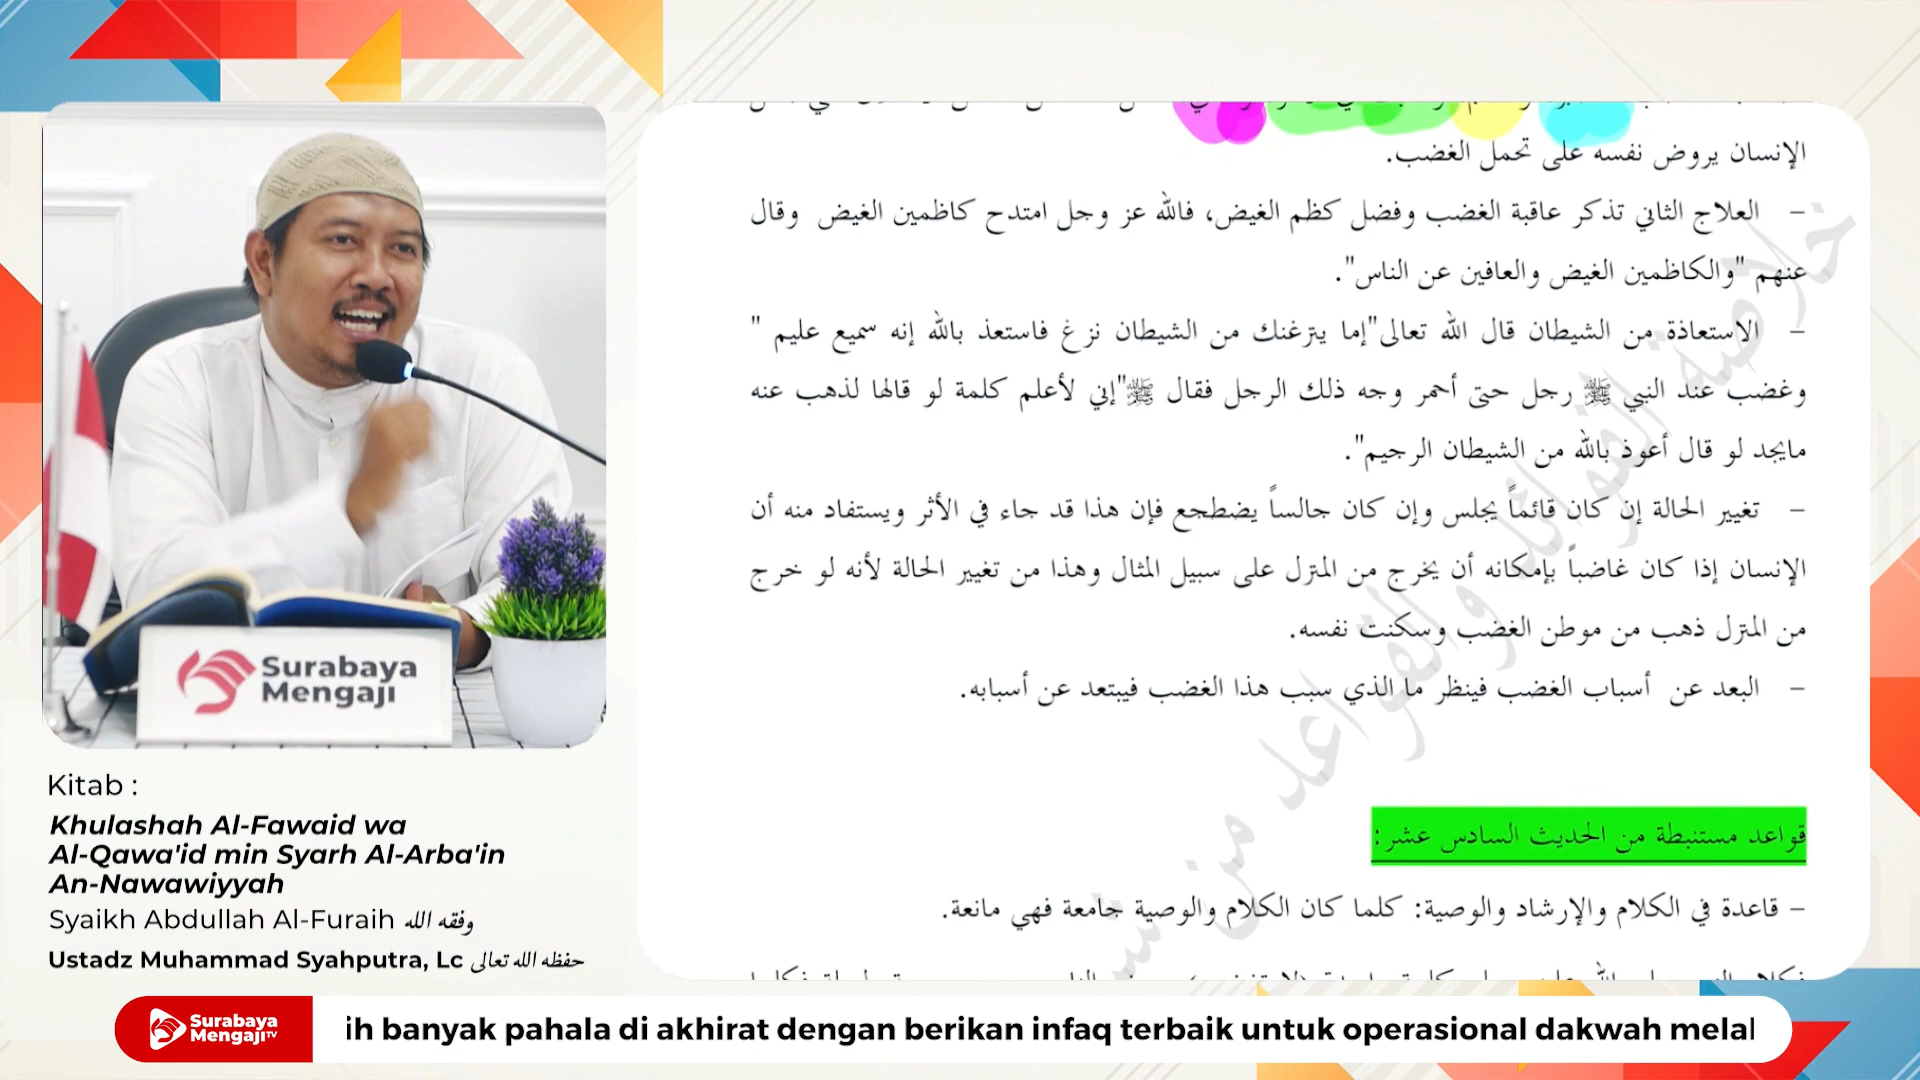 الإنسان يروض نفسه على تحمل الغضب.
– العلاج الثاني تذكر عاقبة الغضب وفضل كظم الغيض، فالله عز وجل امتدح كاظمين الغيض وقال
عنهم "والكاظمين الغيض والعافين عن الناس".
– الاستعاذة من الشيطان قال الله تعالى"إما ينزغنك من الشيطان نزغ فاستعذ بالله إنه سميع عليم "
وغضب عند النبي ﷺ رجل حتى أحمر وجه ذلك الرجل فقال ﷺ"إني لأعلم كلمة لو قالها لذهب عنه
مايجد لو قال أعوذ بالله من الشيطان الرجيم".
– تغيير الحالة إن كان قائماً يجلس وإن كان جالساً يضطجع فإن هذا قد جاء في الأثر ويستفاد منه أن
الإنسان إذا كان غاضباً بإمكانه أن يخرج من المنزل على سبيل المثال وهذا من تغيير الحالة لأنه لو خرج
من المنزل ذهب من موطن الغضب وسكنت نفسه.
– البعد عن أسباب الغضب فينظر ما الذي سبب هذا الغضب فيبتعد عن أسبابه.
قواعد مستنبطة من الحديث السادس عشر:
– قاعدة في الكلام والإرشاد والوصية: كلما كان الكلام والوصية جامعة فهي مانعة.
خلاصة الفوائد والقواعد من
Surabaya
Mengaji
Kitab :
Khulashah Al-Fawaid wa
Al-Qawa'id min Syarh Al-Arba'in
An-Nawawiyyah
Syaikh Abdullah Al-Furaih وفقه الله
Ustadz Muhammad Syahputra, Lc حفظه الله تعالى
Surabaya
MengajiTV
ih banyak pahala di akhirat dengan berikan infaq terbaik untuk operasional dakwah melal